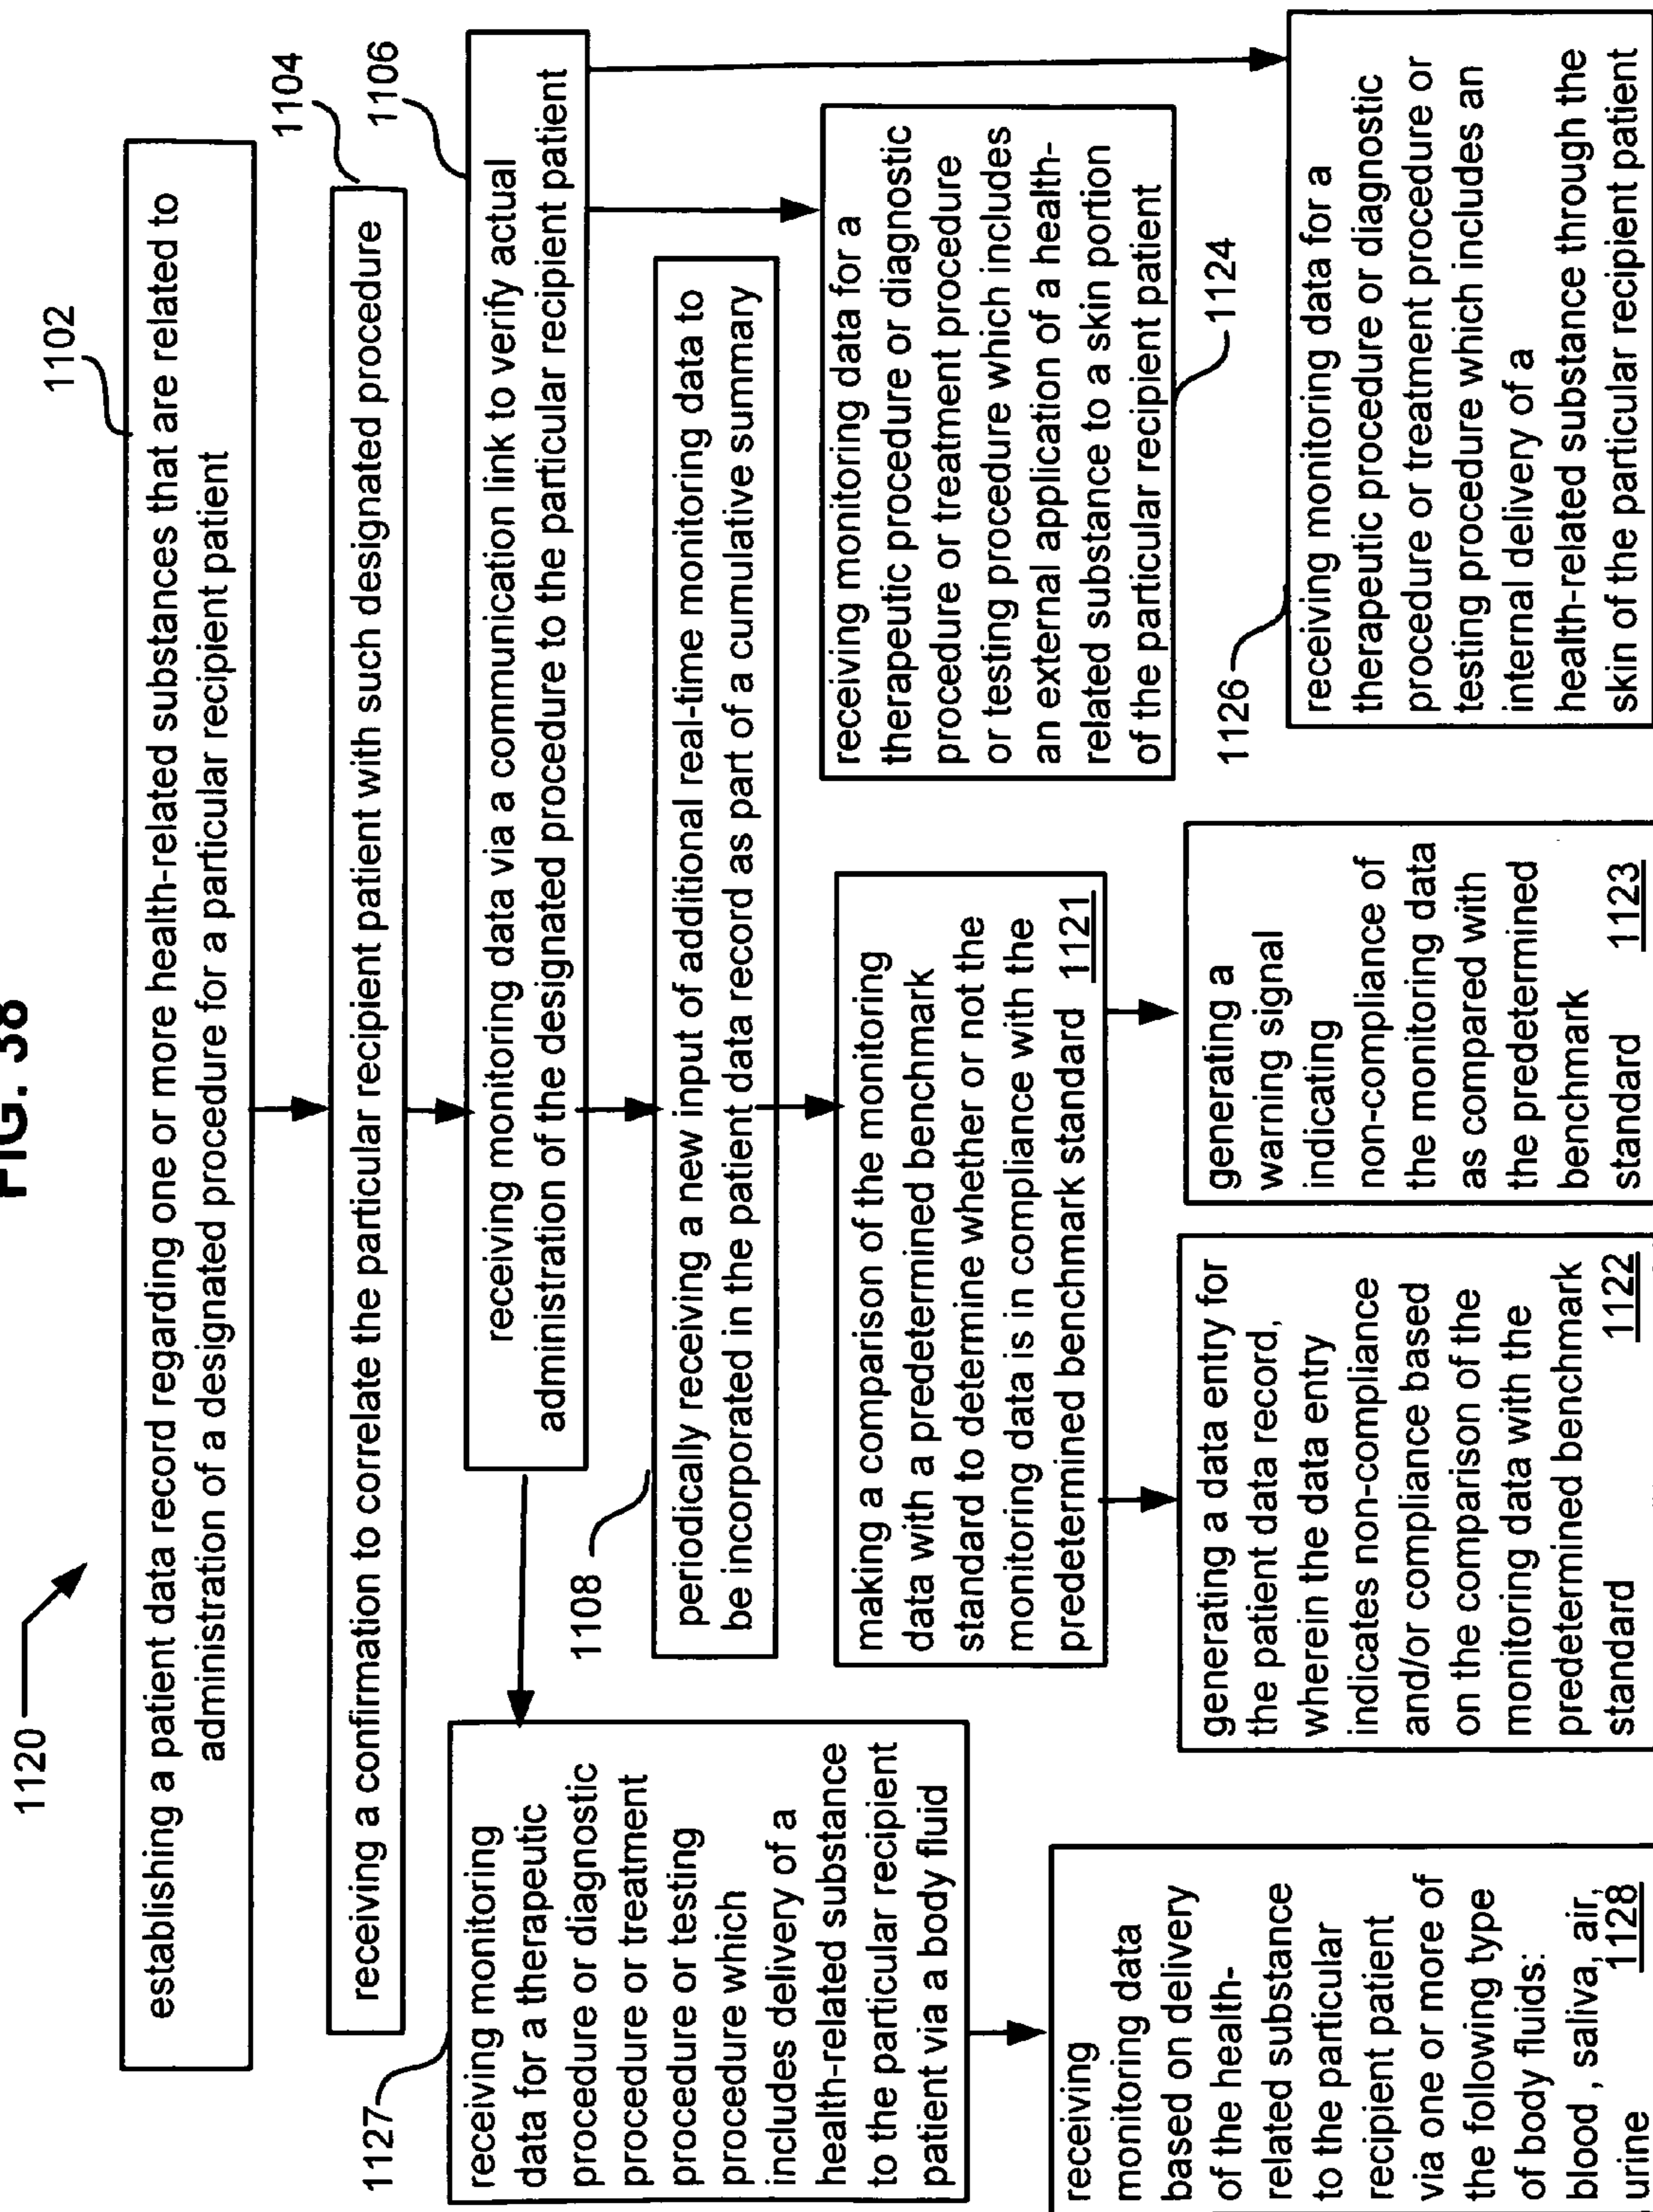 FIG. 38
1120
1102
establishing a patient data record regarding one or more health-related substances that are related to
administration of a designated procedure for a particular recipient patient
1104
receiving a confirmation to correlate the particular recipient patient with such designated procedure
1106
receiving monitoring data via a communication link to verify actual
administration of the designated procedure to the particular recipient patient
1108
periodically receiving a new input of additional real-time monitoring data to
be incorporated in the patient data record as part of a cumulative summary
1127
receiving monitoring
data for a therapeutic
procedure or diagnostic
procedure or treatment
procedure or testing
procedure which
includes delivery of a
health-related substance
to the particular recipient
patient via a body fluid
making a comparison of the monitoring
data with a predetermined benchmark
standard to determine whether or not the
monitoring data is in compliance with the
predetermined benchmark standard 1121
receiving monitoring data for a
therapeutic procedure or diagnostic
procedure or treatment procedure
or testing procedure which includes
an external application of a health-
related substance to a skin portion
of the particular recipient patient
1124
receiving
monitoring data
based on delivery
of the health-
related substance
to the particular
recipient patient
via one or more of
the following type
of body fluids:
blood , saliva, air,
urine 1128
generating a data entry for
the patient data record,
wherein the data entry
indicates non-compliance
and/or compliance based
on the comparison of the
monitoring data with the
predetermined benchmark
standard 1122
generating a
warning signal
indicating
non-compliance of
the monitoring data
as compared with
the predetermined
benchmark
standard 1123
1126
receiving monitoring data for a
therapeutic procedure or diagnostic
procedure or treatment procedure or
testing procedure which includes an
internal delivery of a
health-related substance through the
skin of the particular recipient patient